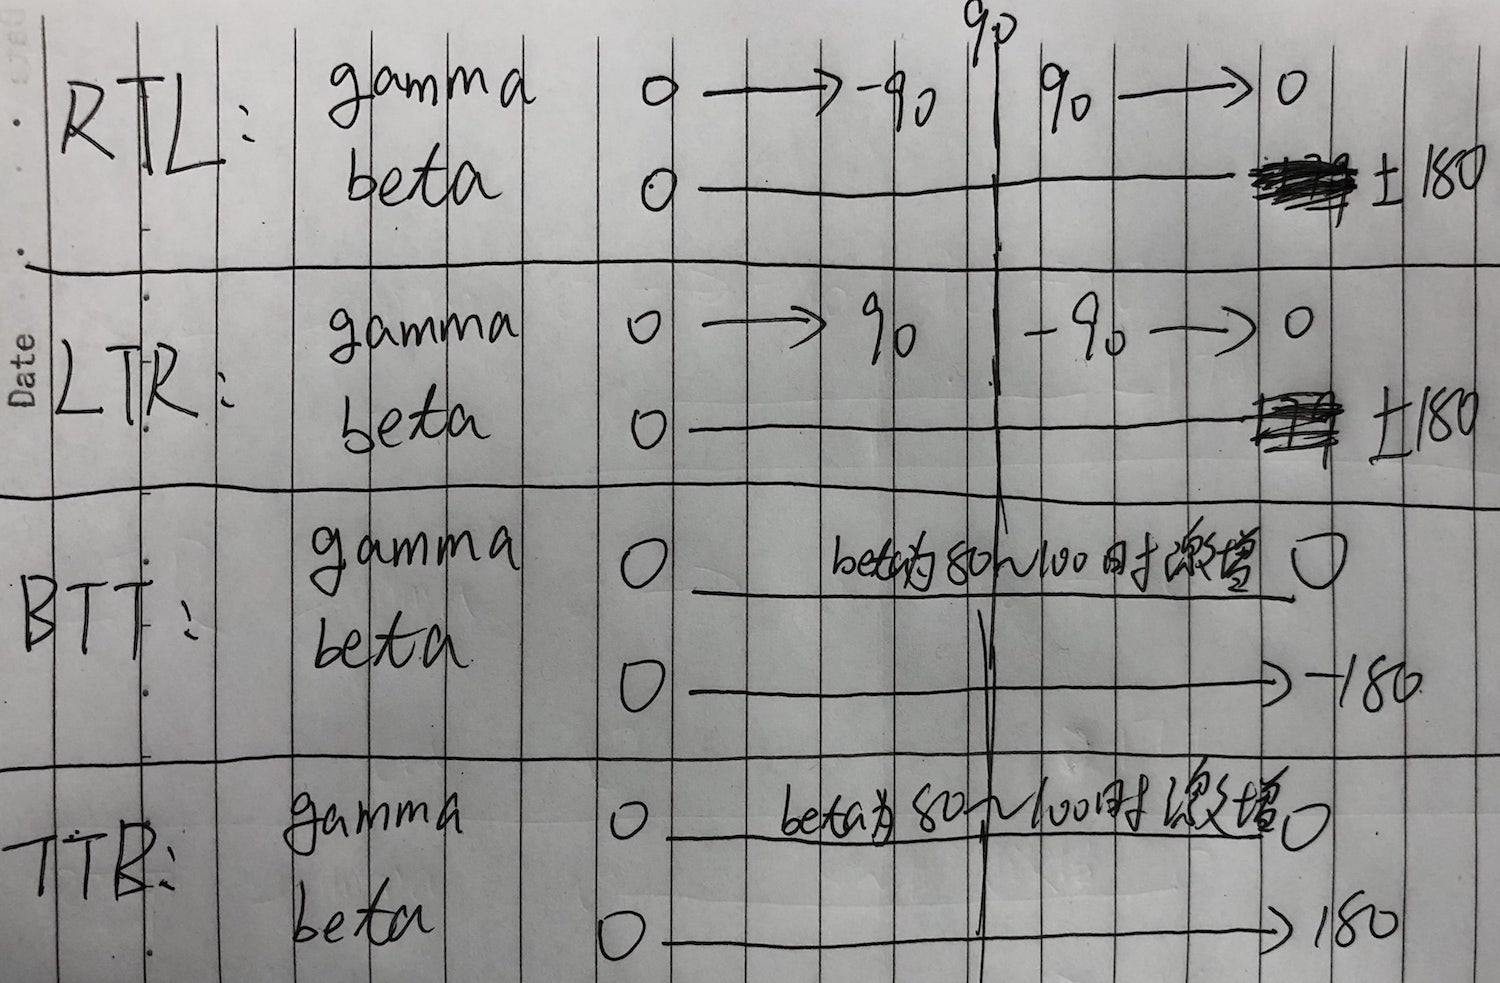 90
RTL: gamma 0 → -90 90 → 0
beta 0 ± 180
Date
LTR: gamma 0 → 90 -90 → 0
beta 0 ±180
BTT: gamma 0 beta为80~100时激增 0
beta 0 → -180
TTB: gamma 0 beta为80~100时激增 0
beta 0 → 180